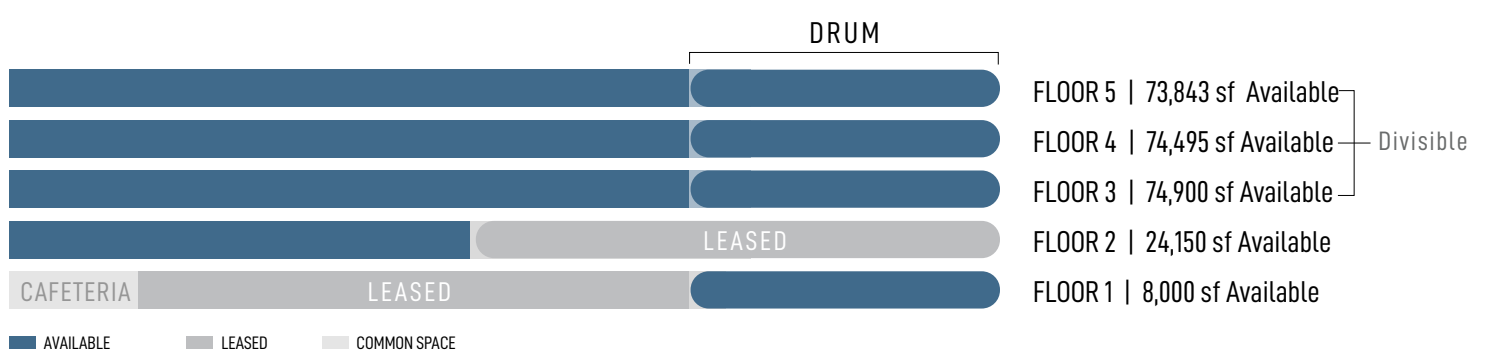 DRUM
FLOOR 5 | 73,843 sf Available
FLOOR 4 | 74,495 sf Available
Divisible
FLOOR 3 | 74,900 sf Available
LEASED
FLOOR 2 | 24,150 sf Available
CAFETERIA
LEASED
FLOOR 1 | 8,000 sf Available
AVAILABLE
LEASED
COMMON SPACE